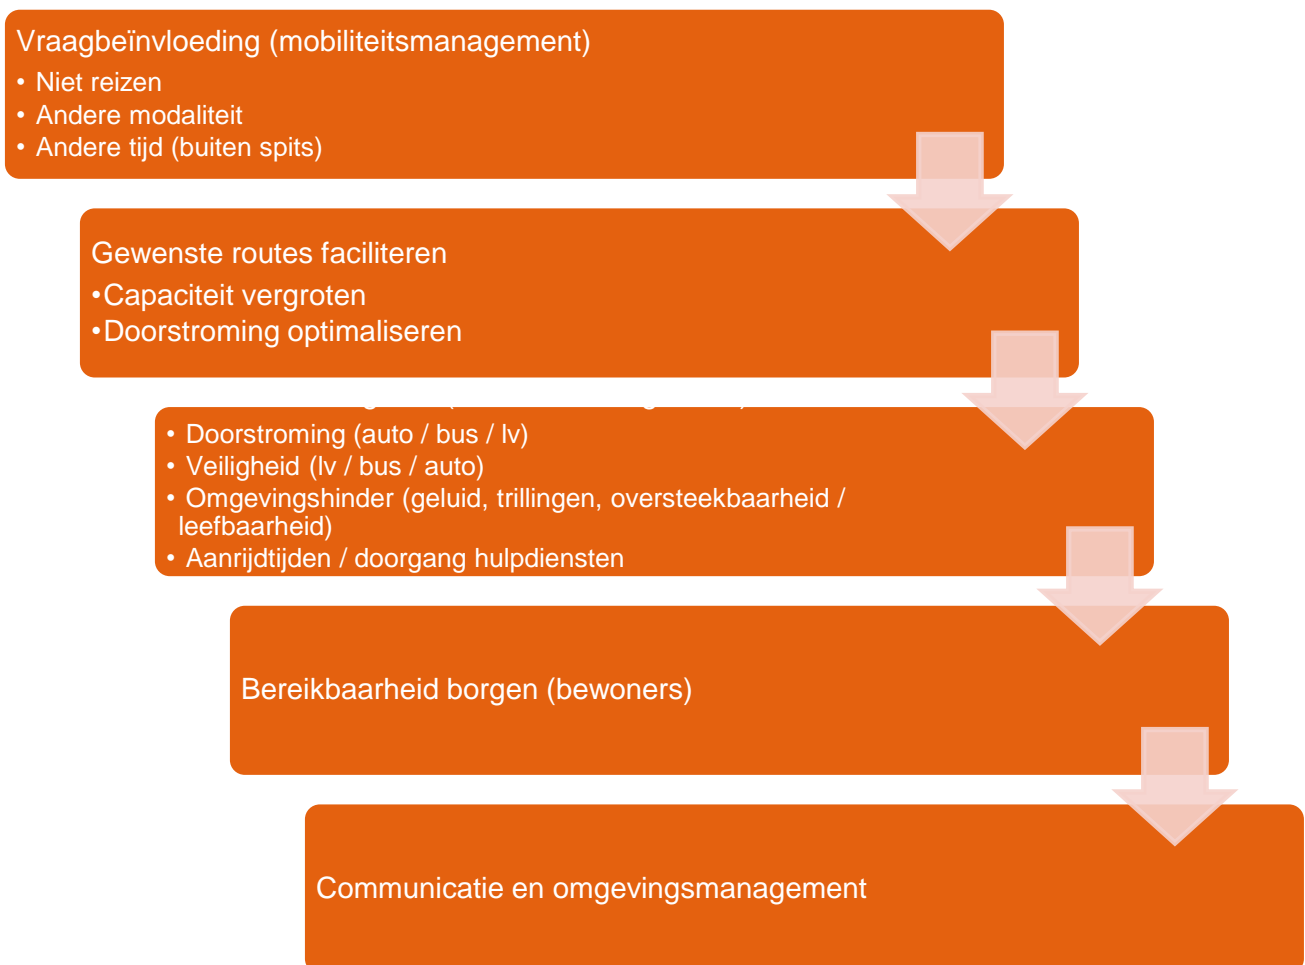 Vraagbeïnvloeding (mobiliteitsmanagement)
• Niet reizen
• Andere modaliteit
• Andere tijd (buiten spits)
Gewenste routes faciliteren
•Capaciteit vergroten
•Doorstroming optimaliseren
• Doorstroming (auto / bus / lv)
• Veiligheid (lv / bus / auto)
• Omgevingshinder (geluid, trillingen, oversteekbaarheid /
leefbaarheid)
• Aanrijdtijden / doorgang hulpdiensten
Bereikbaarheid borgen (bewoners)
Communicatie en omgevingsmanagement